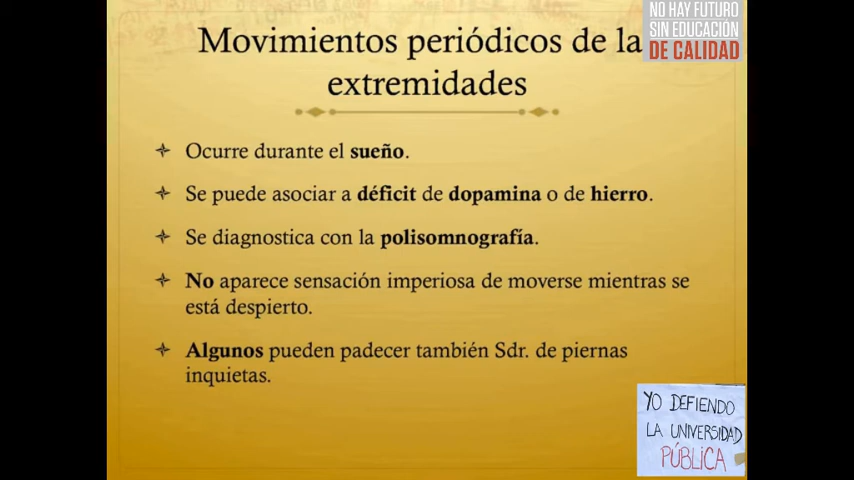 NO HAY FUTURO
SIN EDUCACIÓN
DE CALIDAD
Movimientos periódicos de la
extremidades
Ocurre durante el sueño.
Se puede asociar a déficit de dopamina o de hierro.
Se diagnostica con la polisomnografía.
No aparece sensación imperiosa de moverse mientras se
está despierto.
Algunos pueden padecer también Sdr. de piernas
inquietas.
YO DEFIENDO
LA UNIVERSIDAD
PÚBLICA